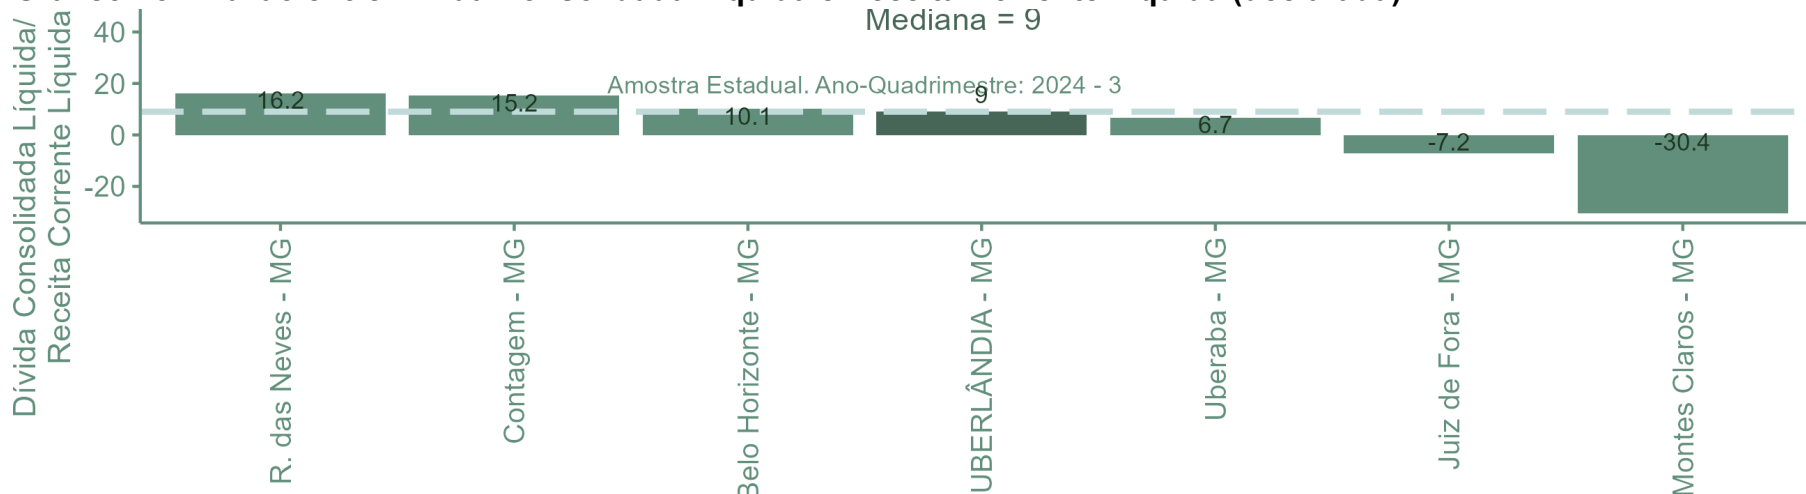 Mediana = 9
Amostra Estadual. Ano-Quadrimestre: 2024 - 3
Dívida Consolidada Líquida/
Receita Corrente Líquida
40
20
0
-20
16.2
15.2
10.1
9
6.7
-7.2
-30.4
R. das Neves - MG
Contagem - MG
Belo Horizonte - MG
UBERLÂNDIA - MG
Uberaba - MG
Juiz de Fora - MG
Montes Claros - MG